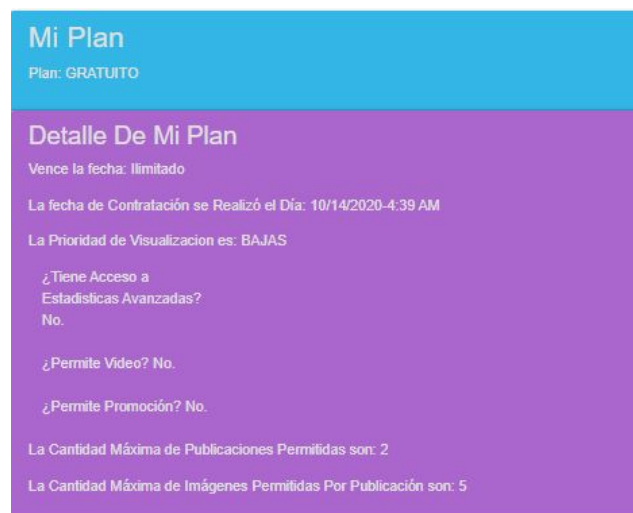 Mi Plan
Plan: GRATUITO
Detalle De Mi Plan
Vence la fecha: Ilimitado
La fecha de Contratación se Realizó el Día: 10/14/2020-4:39 AM
La Prioridad de Visualizacion es: BAJAS
¿Tiene Acceso a
Estadisticas Avanzadas?
No.
¿Permite Video? No.
¿Permite Promoción? No.
La Cantidad Máxima de Publicaciones Permitidas son: 2
La Cantidad Máxima de Imágenes Permitidas Por Publicación son: 5